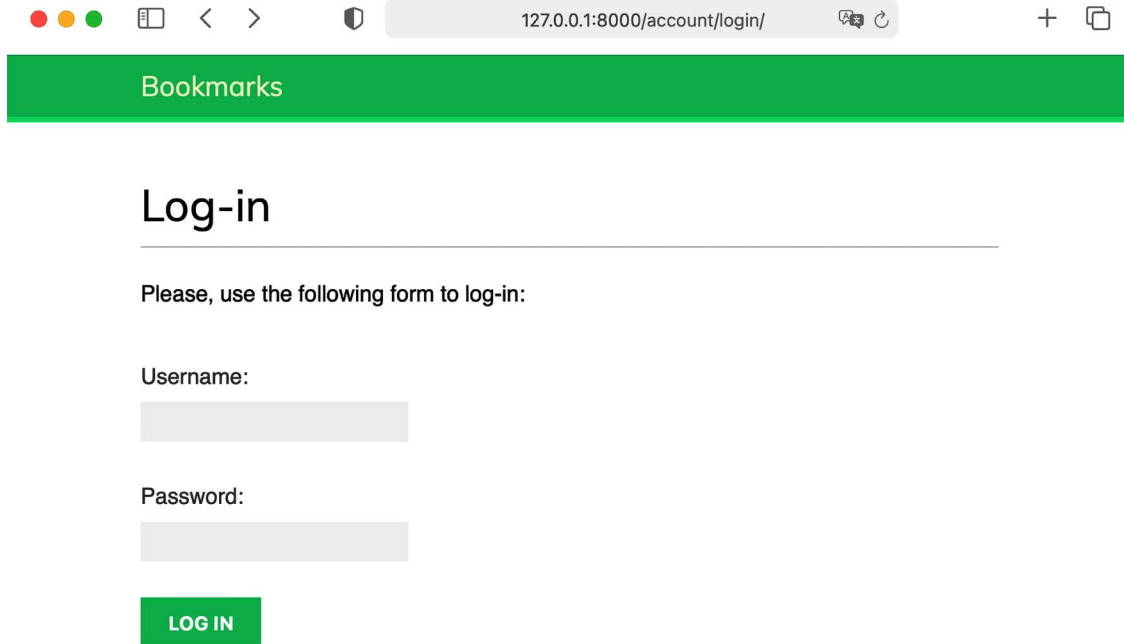 127.0.0.1:8000/account/login/
Bookmarks
Log-in
Please, use the following form to log-in:
Username:
Password:
LOG IN